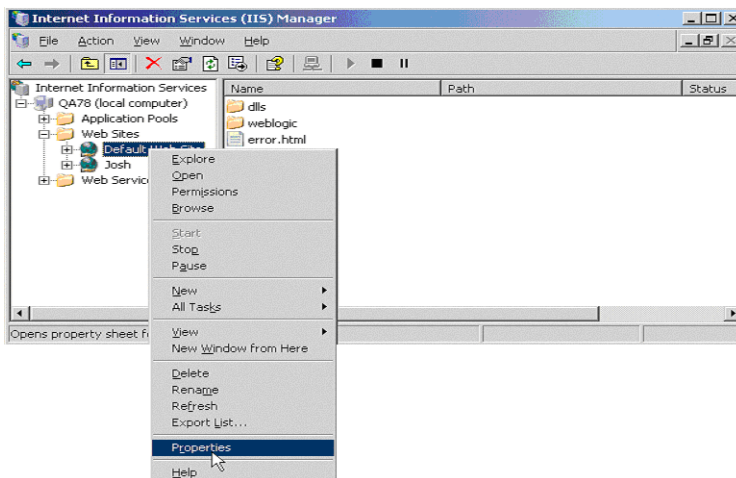 Internet Information Services (IIS) Manager
File Action View Window Help
Internet Information Services
Name Path Status
QA78 (local computer)
dlls
Application Pools
weblogic
Web Sites
error.html
Default Web Site
Josh
Web Servic
Explore
Open
Permissions
Browse
Start
Stop
Pause
New
All Tasks
View
New Window from Here
Delete
Rename
Refresh
Export List...
Properties
Help
Opens property sheet f